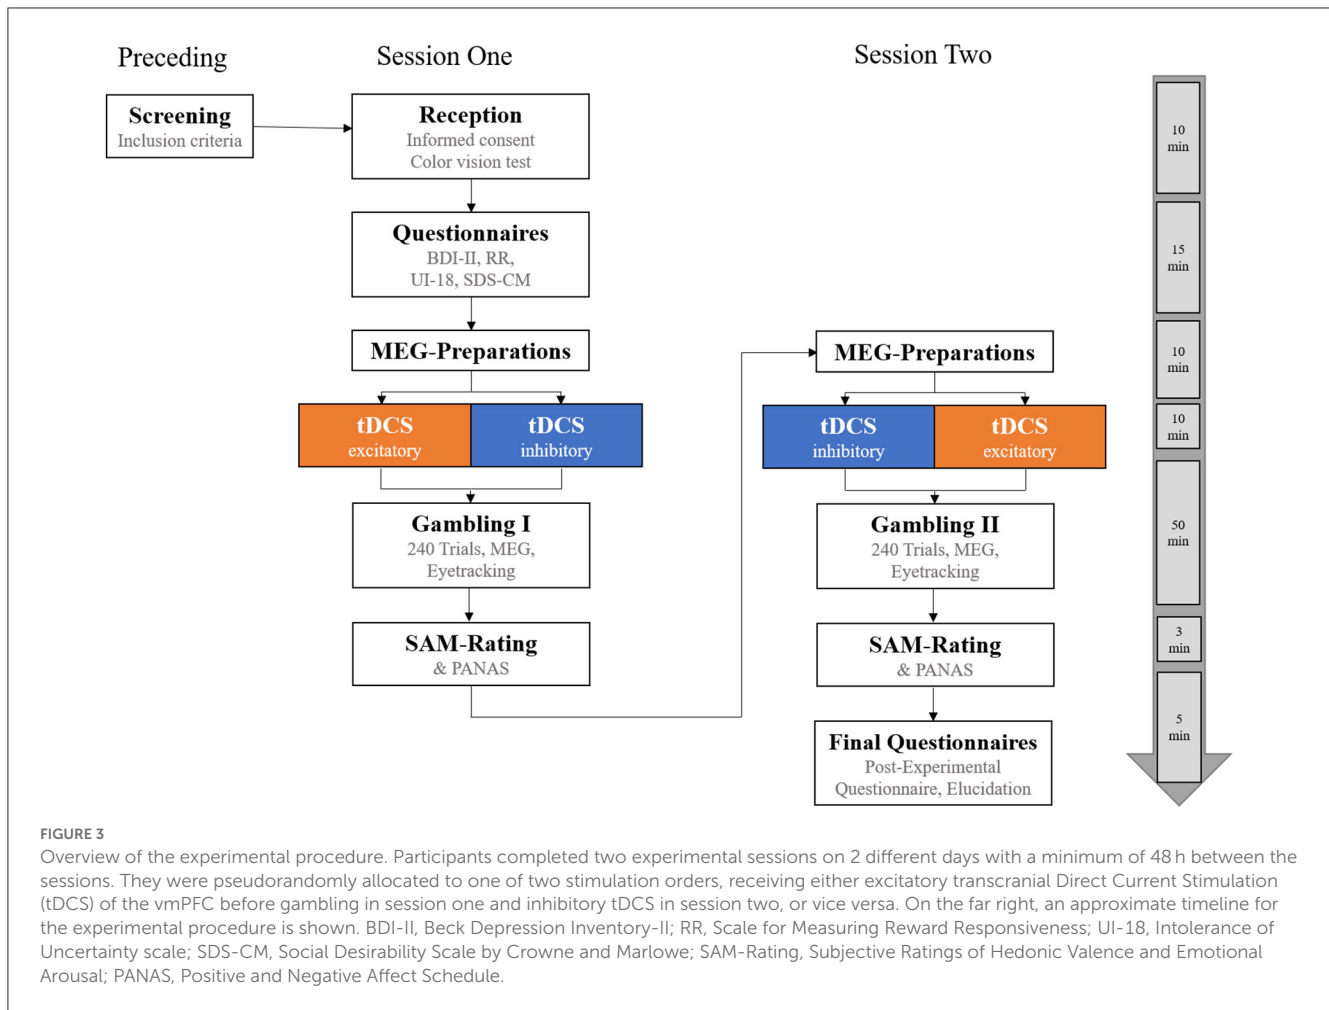 Preceding
Session One
Session Two
Screening
Inclusion criteria
Reception
Informed consent
Color vision test
Questionnaires
BDI-II, RR,
UI-18, SDS-CM
MEG-Preparations
tDCS
excitatory
tDCS
inhibitory
Gambling I
240 Trials, MEG,
Eyetracking
SAM-Rating
& PANAS
MEG-Preparations
tDCS
inhibitory
tDCS
excitatory
Gambling II
240 Trials, MEG,
Eyetracking
SAM-Rating
& PANAS
Final Questionnaires
Post-Experimental
Questionnaire, Elucidation
10
min
15
min
10
min
10
min
50
min
3
min
5
min
FIGURE 3
Overview of the experimental procedure. Participants completed two experimental sessions on 2 different days with a minimum of 48 h between the
sessions. They were pseudorandomly allocated to one of two stimulation orders, receiving either excitatory transcranial Direct Current Stimulation
(tDCS) of the vmPFC before gambling in session one and inhibitory tDCS in session two, or vice versa. On the far right, an approximate timeline for
the experimental procedure is shown. BDI-II, Beck Depression Inventory-II; RR, Scale for Measuring Reward Responsiveness; UI-18, Intolerance of
Uncertainty scale; SDS-CM, Social Desirability Scale by Crowne and Marlowe; SAM-Rating, Subjective Ratings of Hedonic Valence and Emotional
Arousal; PANAS, Positive and Negative Affect Schedule.